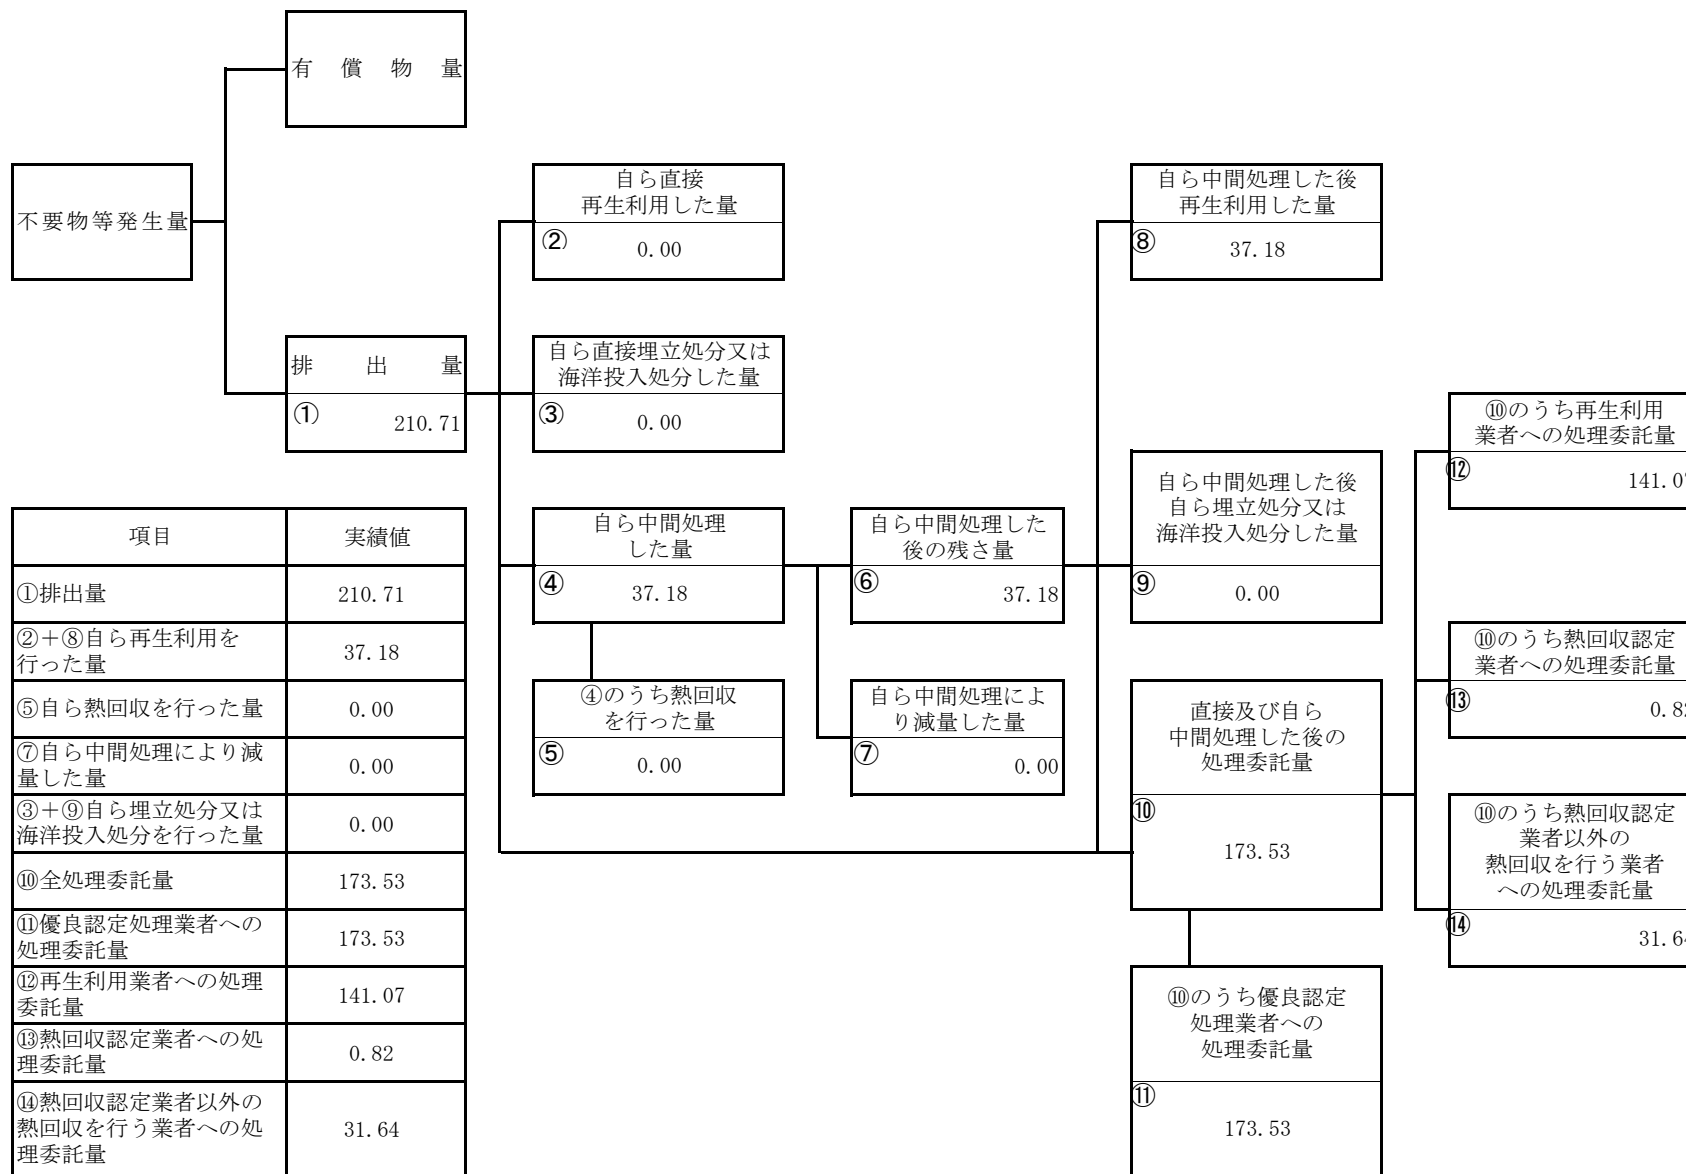 有償物量
不要物等発生量
排出量
① 210.71
自ら直接
再生利用した量
② 0.00
自ら直接埋立処分又は
海洋投入処分した量
③ 0.00
自ら中間処理
した量
④ 37.18
④のうち熱回収
を行った量
⑤ 0.00
自ら中間処理した
後の残さ量
⑥ 37.18
自ら中間処理によ
り減量した量
⑦ 0.00
自ら中間処理した後
再生利用した量
⑧ 37.18
自ら中間処理した後
自ら埋立処分又は
海洋投入処分した量
⑨ 0.00
直接及び自ら
中間処理した後の
処理委託量
⑩
173.53
⑩のうち優良認定
処理業者への
処理委託量
⑪
173.53
⑩のうち再生利用
業者への処理委託量
⑫ 141.07
⑩のうち熱回収認定
業者への処理委託量
⑬ 0.82
⑩のうち熱回収認定
業者以外の
熱回収を行う業者
への処理委託量
⑭ 31.64
項目 実績値
①排出量 210.71
②+⑧自ら再生利用を
行った量 37.18
⑤自ら熱回収を行った量 0.00
⑦自ら中間処理により減
量した量 0.00
③+⑨自ら埋立処分又は
海洋投入処分を行った量 0.00
⑩全処理委託量 173.53
⑪優良認定処理業者への
処理委託量 173.53
⑫再生利用業者への処理
委託量 141.07
⑬熱回収認定業者への処
理委託量 0.82
⑭熱回収認定業者以外の
熱回収を行う業者への処
理委託量 31.64